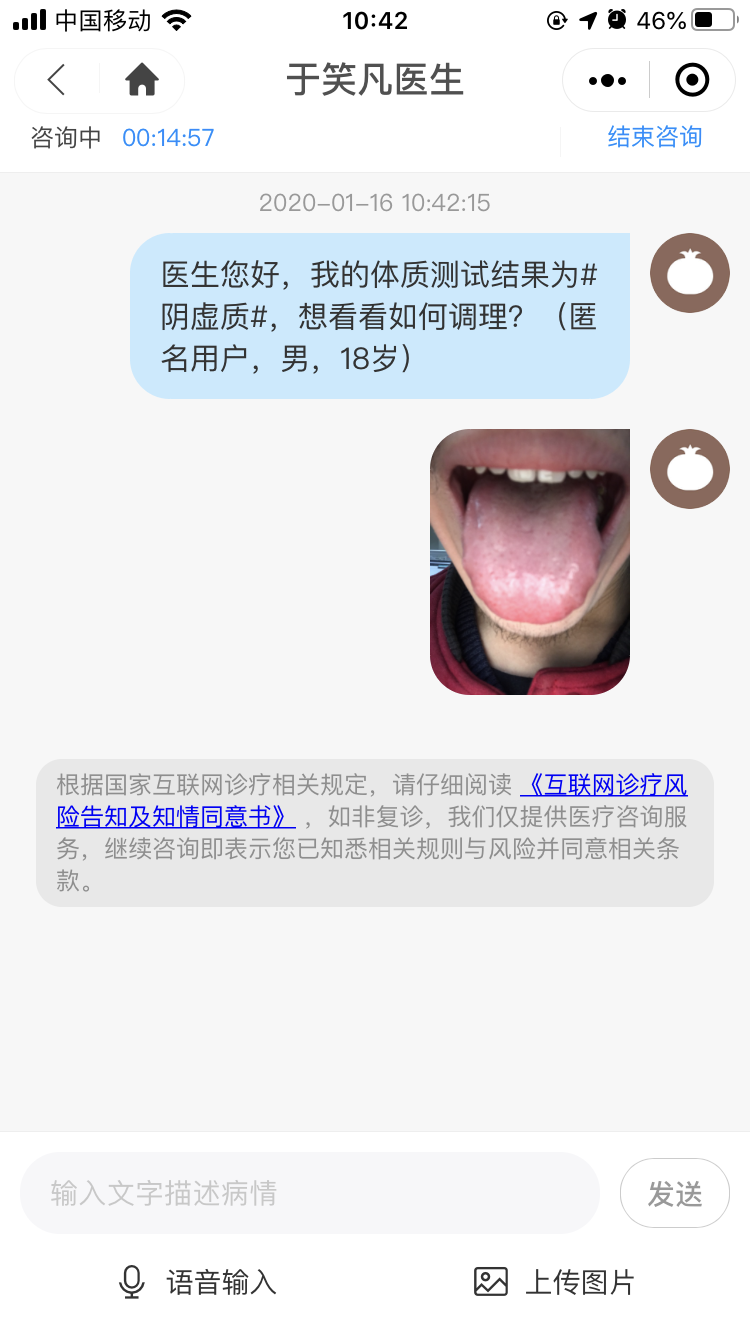 中国移动 10:42 46%
于笑凡医生
咨询中 00:14:57 结束咨询
2020-01-16 10:42:15
医生您好，我的体质测试结果为#
阴虚质#，想看看如何调理？（匿
名用户，男，18岁）
根据国家互联网诊疗相关规定，请仔细阅读《互联网诊疗风
险告知及知情同意书》，如非复诊，我们仅提供医疗咨询服
务，继续咨询即表示您已知悉相关规则与风险并同意相关条
款。
输入文字描述病情 发送
语音输入 上传图片